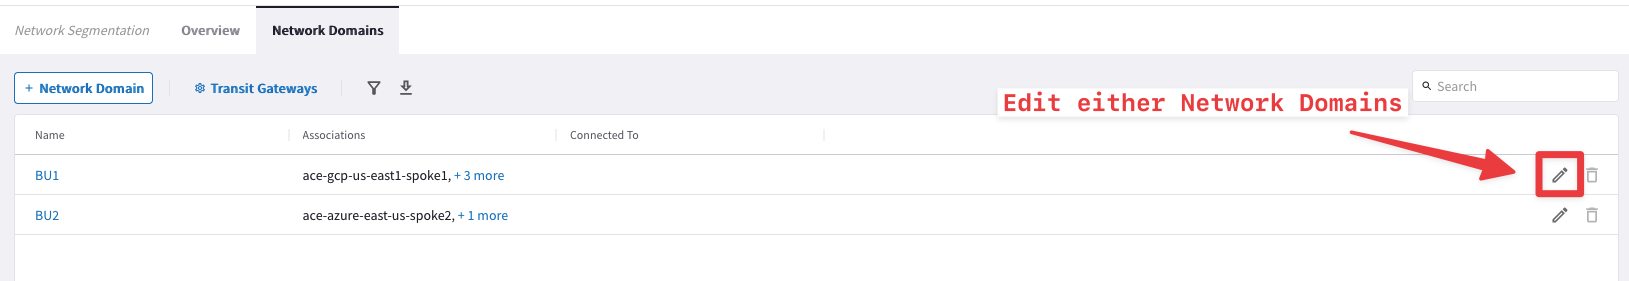 Network Segmentation Overview Network Domains
+ Network Domain Transit Gateways Search
Edit either Network Domains
Name Associations Connected To
BU1 ace-gcp-us-east1-spoke1, + 3 more
BU2 ace-azure-east-us-spoke2, + 1 more